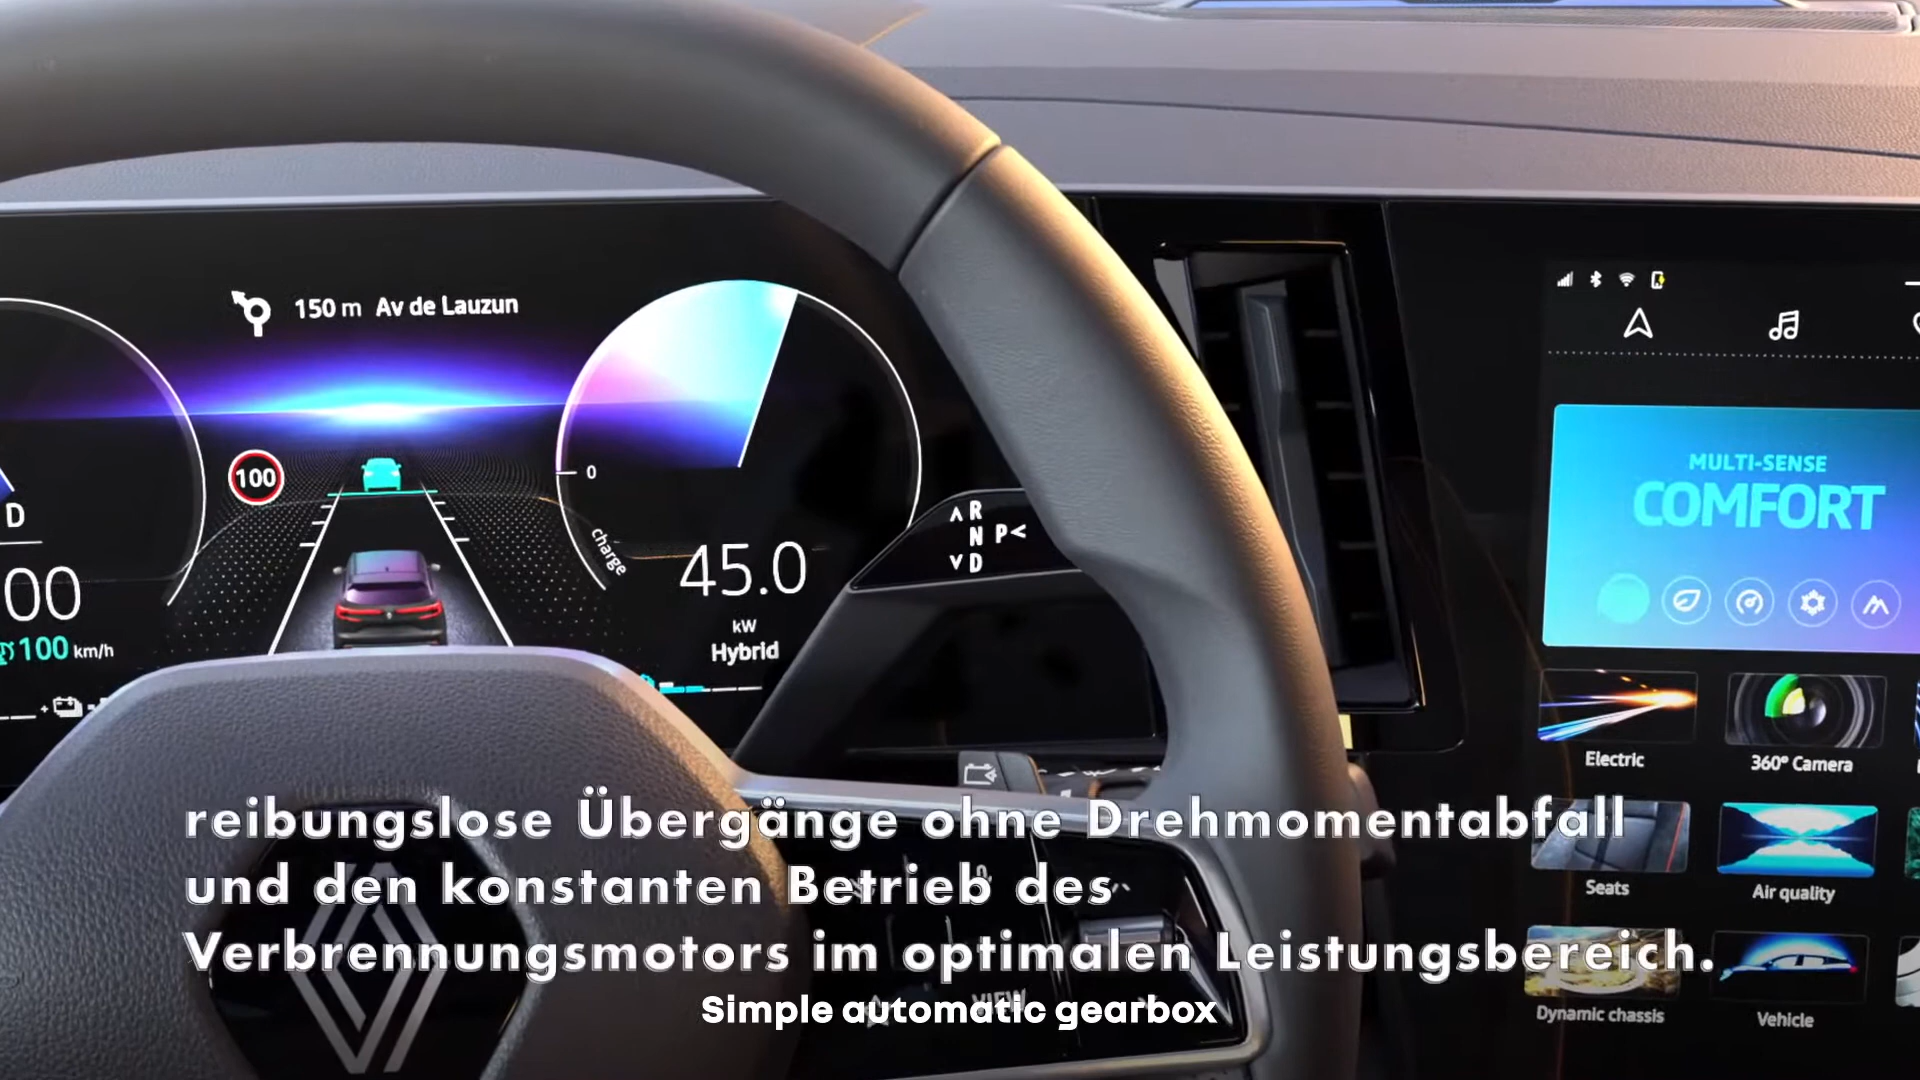 150 m Av de Lauzun
100
0
D
charge
45.0
kW
Hybrid
00
100 km/h
R
N P<
D
MULTI-SENSE
COMFORT
Electric
360° Camera
Seats
Air quality
Dynamic chassis
Vehicle
VIEW
reibungslose Übergänge ohne Drehmomentabfall
und den konstanten Betrieb des
Verbrennungsmotors im optimalen Leistungsbereich.
Simple automatic gearbox